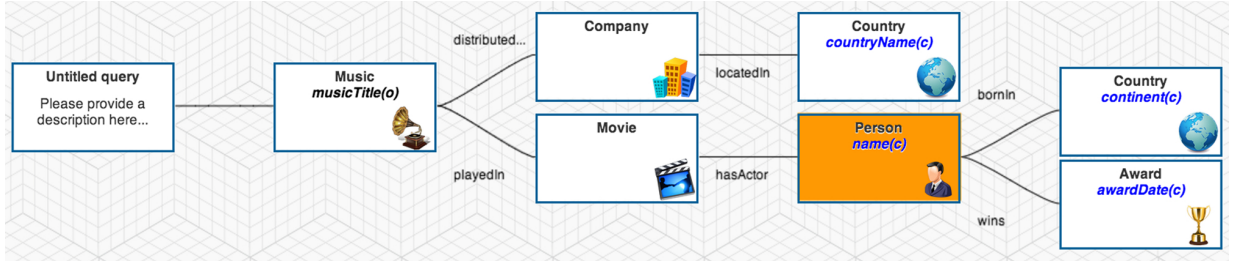 Untitled query
Please provide a
description here...
Music
musicTitle(o)
distributed...
playedIn
Company
Movie
locatedIn
hasActor
Country
countryName(c)
Person
name(c)
bornIn
wins
Country
continent(c)
Award
awardDate(c)